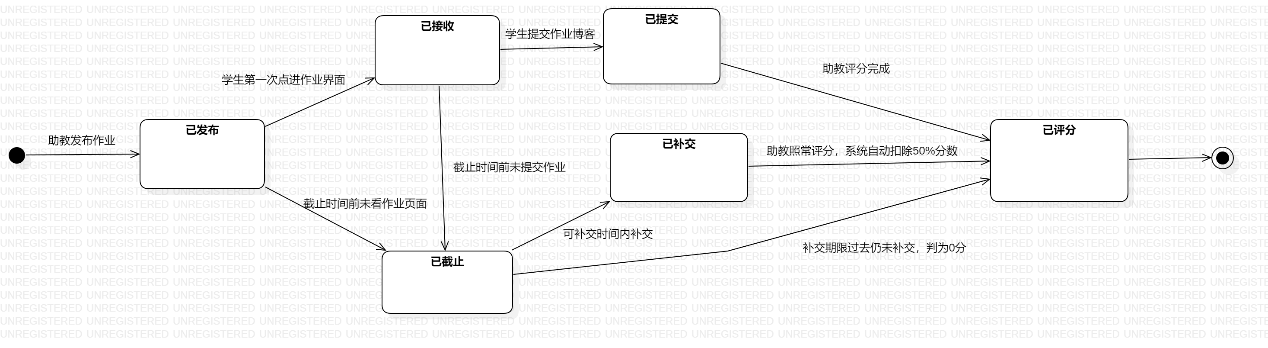 已接收
已提交
学生提交作业博客
学生第一次点进作业界面
助教评分完成
助教发布作业
已发布
已补交
已评分
助教照常评分，系统自动扣除50%分数
截止时间前未提交作业
截止时间前未看作业页面
可补交时间内补交
补交期限过去仍未补交，判为0分
已截止
UNREGISTERED